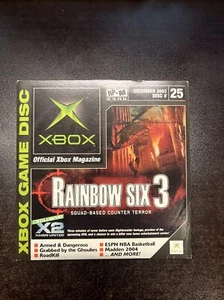 DECEMBER 2003
DISC # 25
XBOX
Official Xbox Magazine
XBOX GAME DISC
X2
RAINBOW SIX 3
SQUAD-BASED COUNTER TERROR
Armed & Dangerous
Grabbed by the Ghoulies
RoadKill
ESPN NBA Basketball
Madden 2004
... AND MORE!